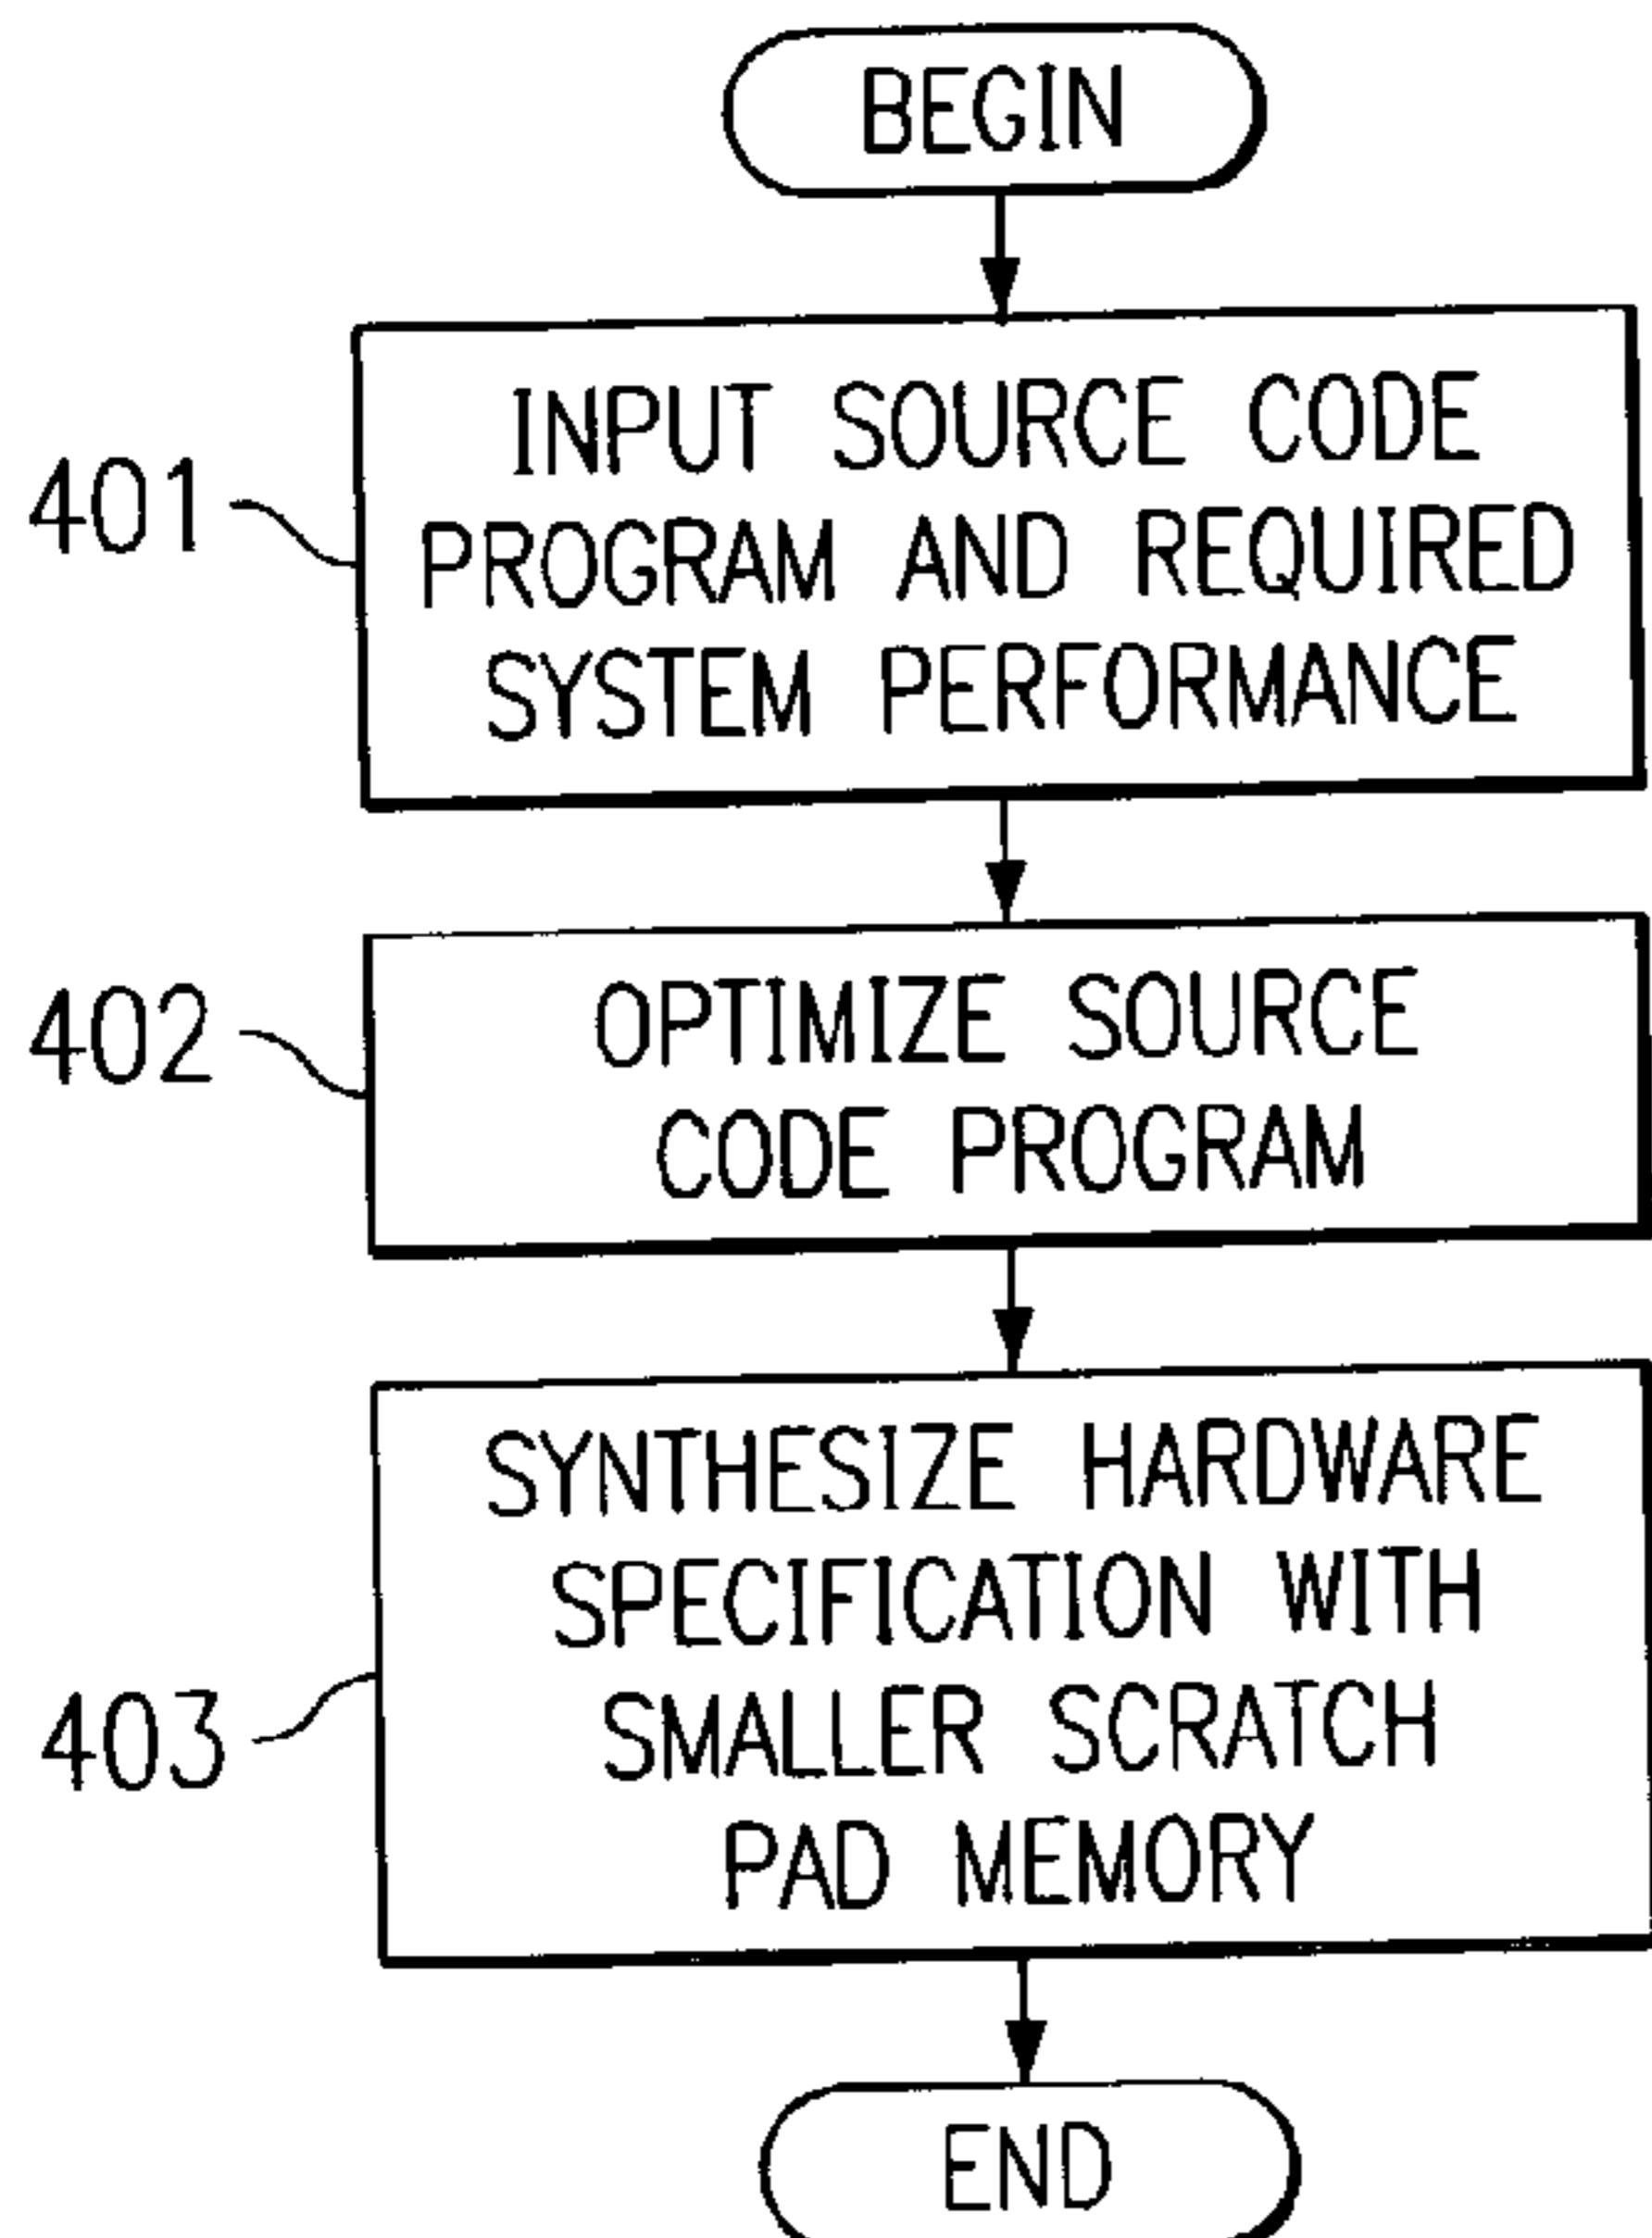 BEGIN
401
INPUT SOURCE CODE
PROGRAM AND REQUIRED
SYSTEM PERFORMANCE
402
OPTIMIZE SOURCE
CODE PROGRAM
403
SYNTHESIZE HARDWARE
SPECIFICATION WITH
SMALLER SCRATCH
PAD MEMORY
END